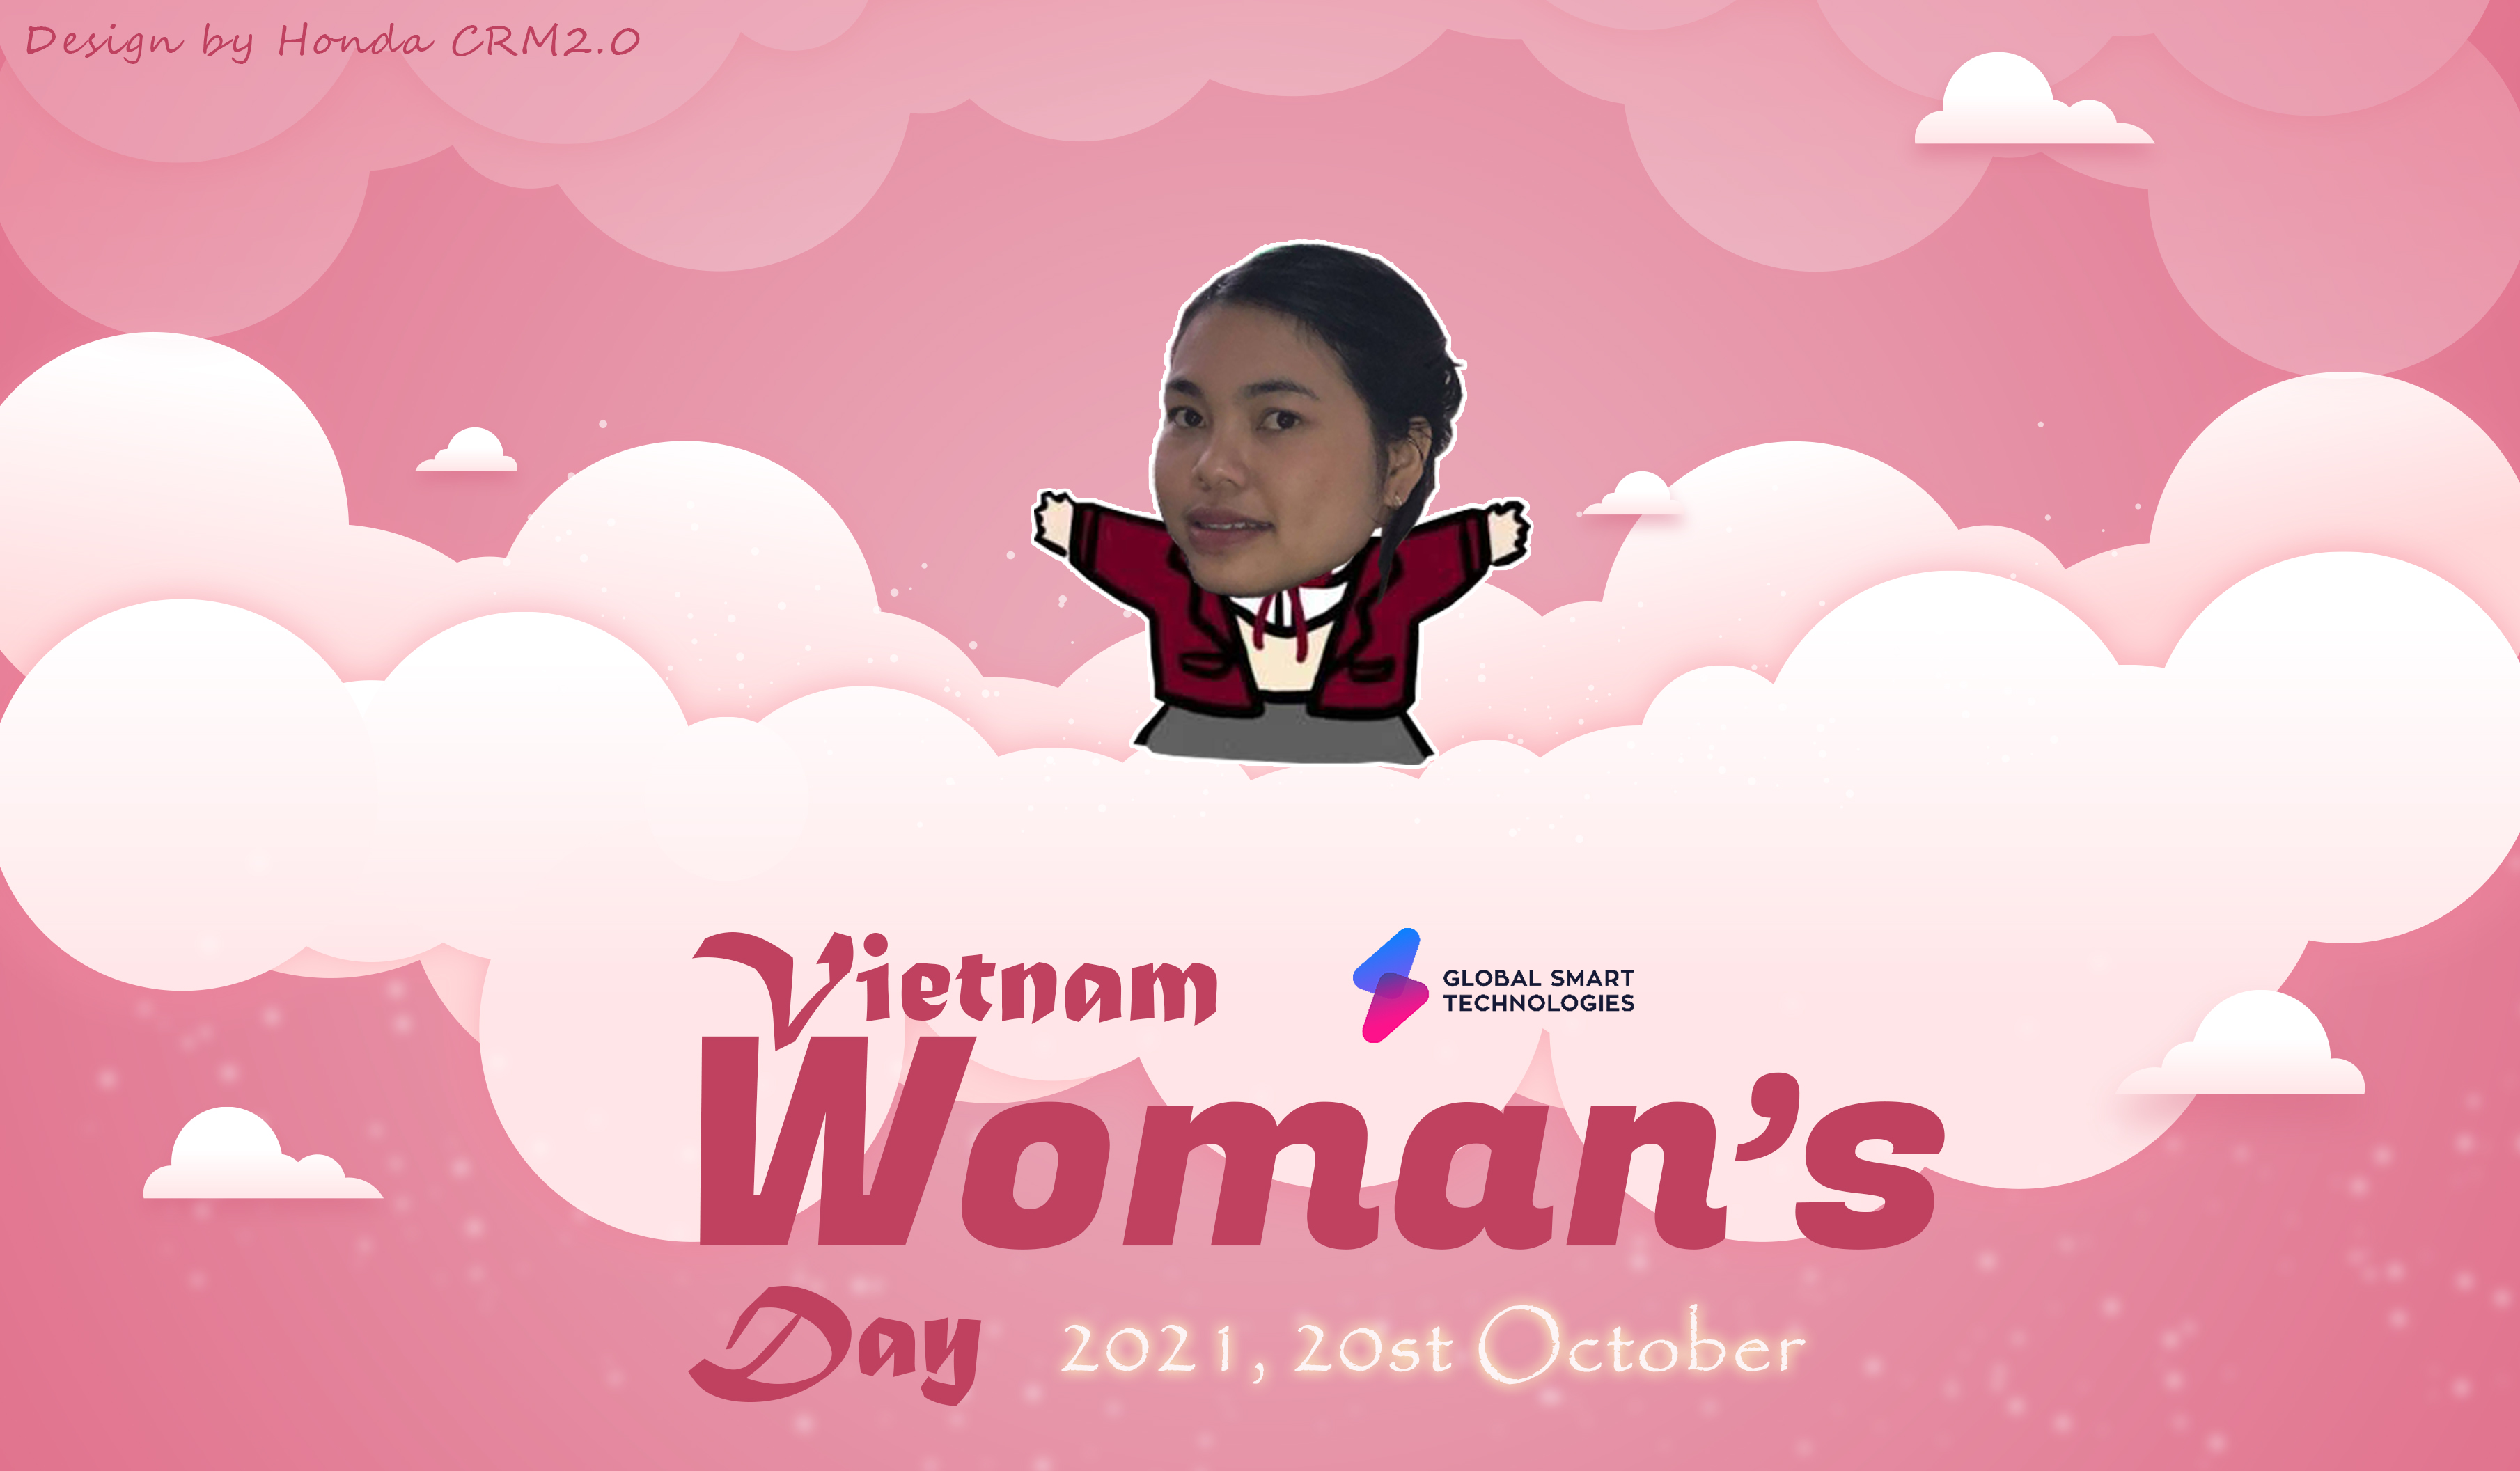 Design by Honda CRM2.0
Vietnam
GLOBAL SMART
TECHNOLOGIES
Woman’s
Day
2021, 20st October